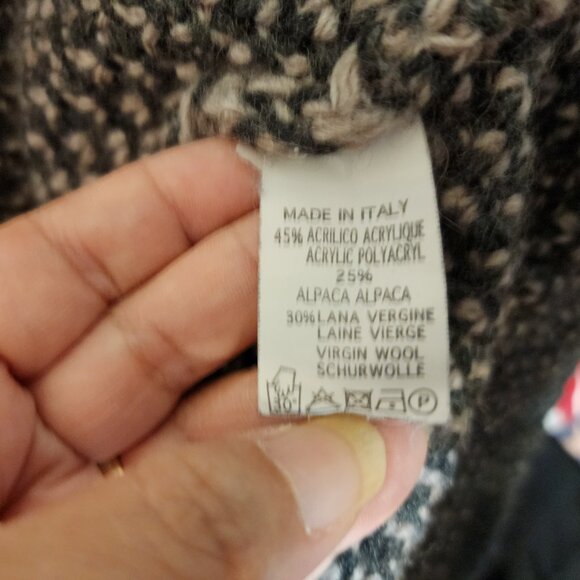 MADE IN ITALY
45% ACRILICO ACRYLIQUE
ACRYLIC POLYACRYL
25%
ALPACA ALPACA
30% LANA VERGINE
LAINE VIERGE
VIRGIN WOOL
SCHURWOLLE
30°
P